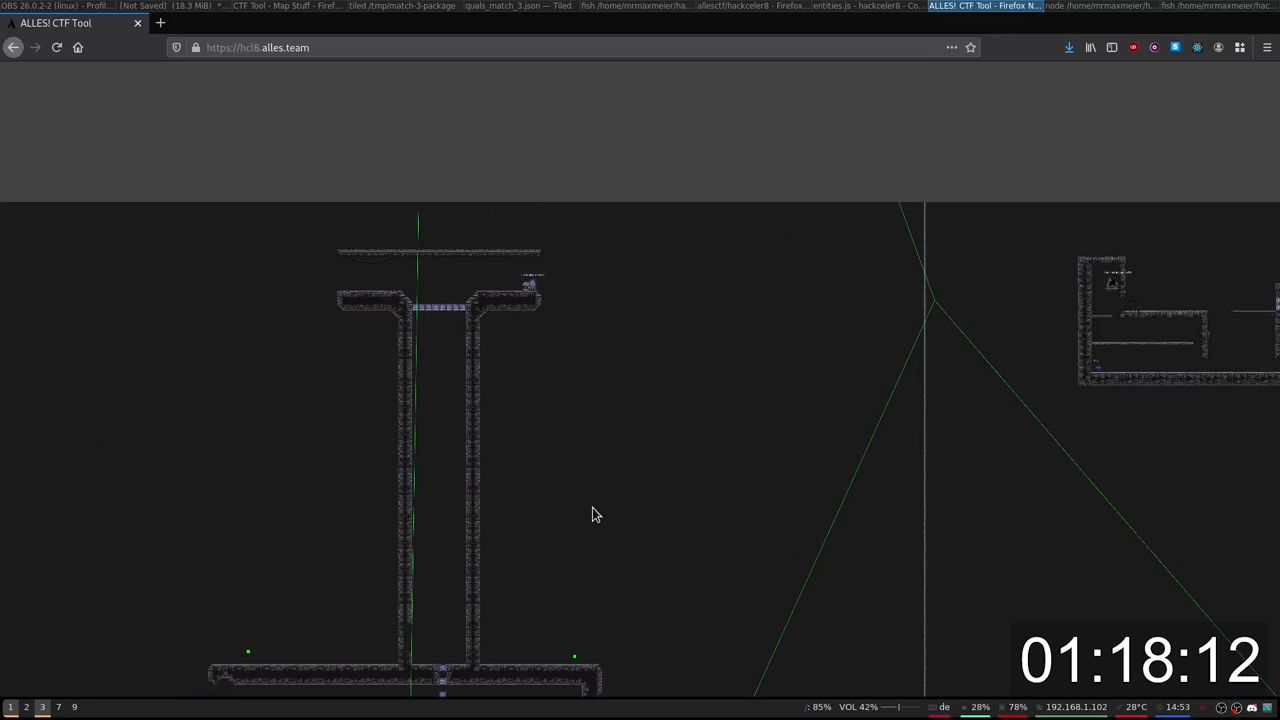 OBS 26.0.2-2 (linux) - Profil... [Not Saved] (18.3 MiB) *... CTF Tool - Map Stuff - Firef... tiled /tmp/match-3-package quals_match_3.json — Tiled fish /home/mrmaxmeier/ha... allesctf/hackceler8 - Firefox... entities.js - hackceler8 - Co... ALLES! CTF Tool - Firefox N... node /home/mrmaxmeier/h... fish /home/mrmaxmeier/hac...
ALLES! CTF Tool
https://hcl8.alles.team
01:18:12
1 2 3 7 9 /: 85% VOL 42% de 28% 78% 192.168.1.102 28°C 14:53